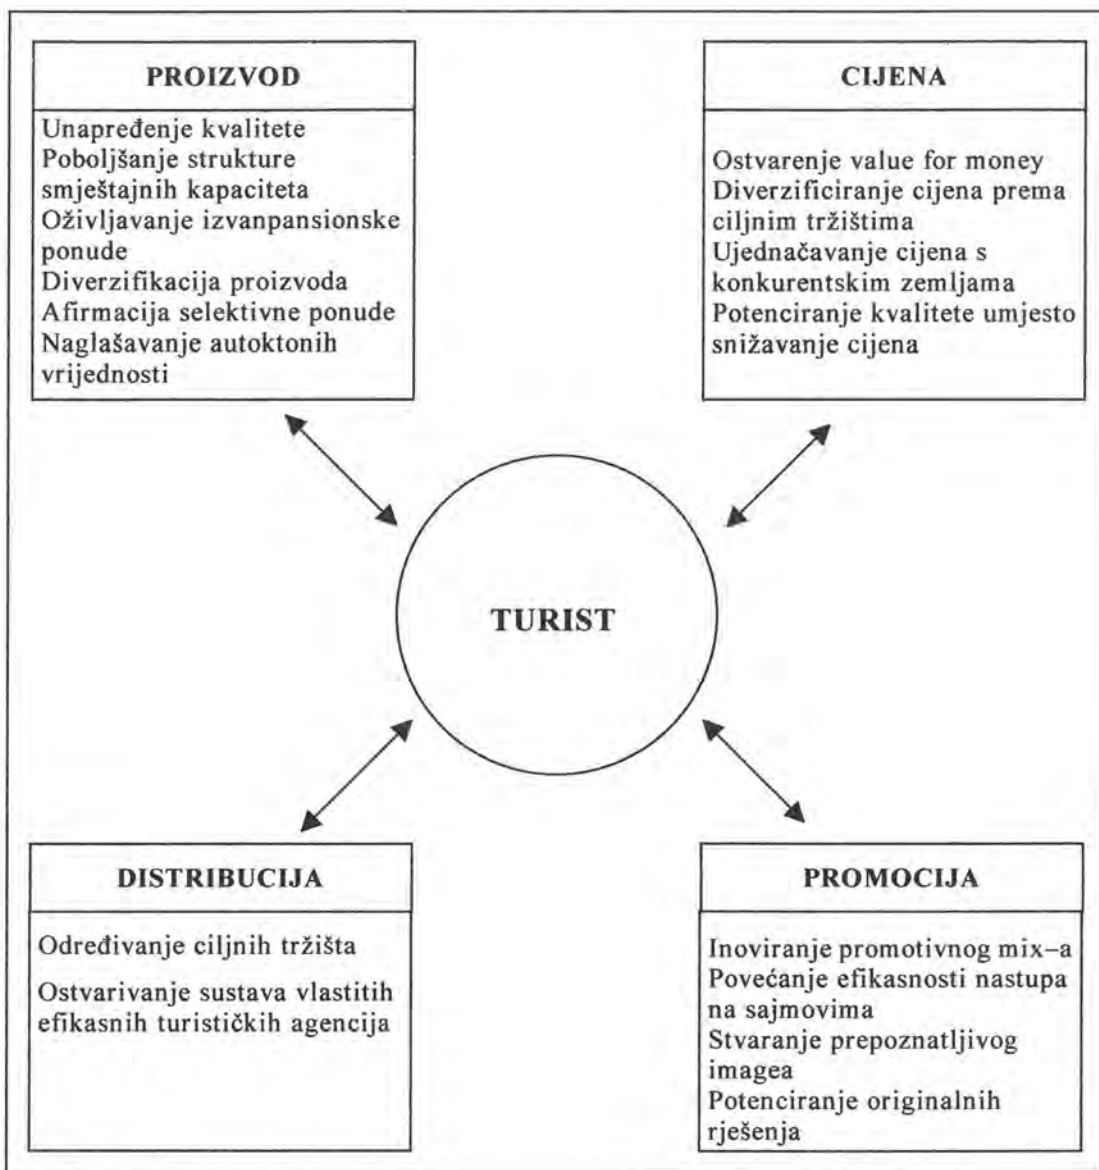 PROIZVOD
Unapređenje kvalitete
Poboljšanje strukture
smještajnih kapaciteta
Oživljavanje izvanpansionske
ponude
Diverzifikacija proizvoda
Afirmacija selektivne ponude
Naglašavanje autoktonih
vrijednosti
CIJENA
Ostvarenje value for money
Diverzificiranje cijena prema
ciljnim tržištima
Ujednačavanje cijena s
konkurentskim zemljama
Potenciranje kvalitete umjesto
snižavanje cijena
TURIST
DISTRIBUCIJA
Određivanje ciljnih tržišta
Ostvarivanje sustava vlastitih
efikasnih turističkih agencija
PROMOCIJA
Inoviranje promotivnog mix–a
Povećanje efikasnosti nastupa
na sajmovima
Stvaranje prepoznatljivog
imagea
Potenciranje originalnih
rješenja